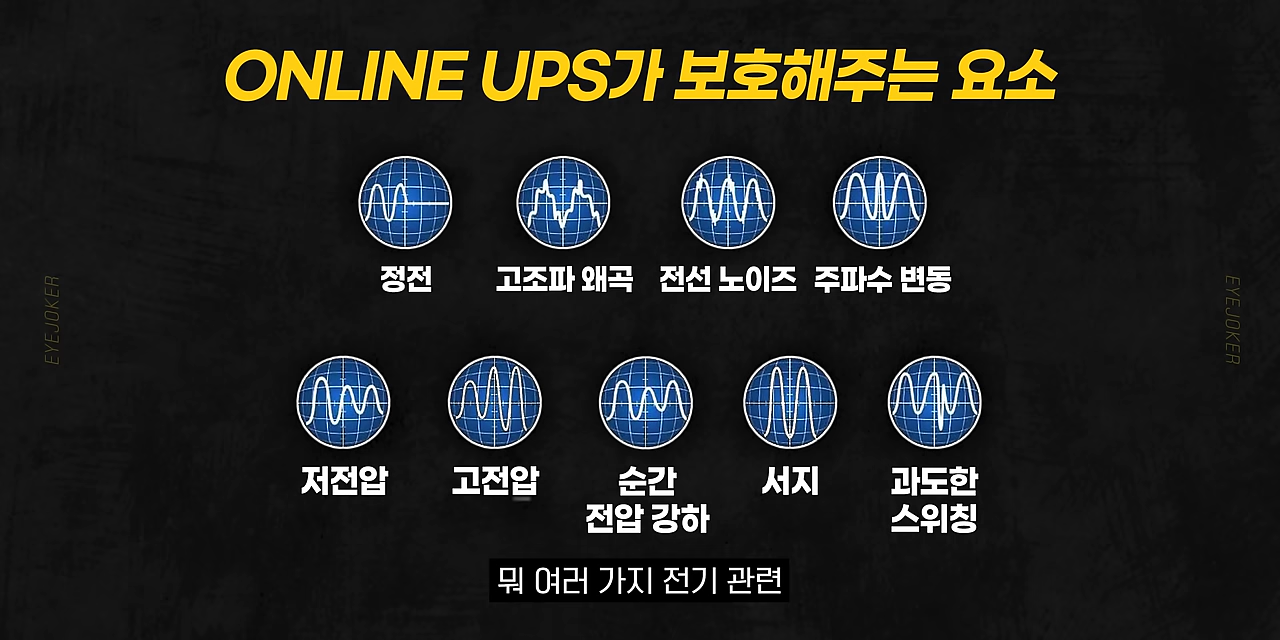 ONLINE UPS가 보호해주는 요소
정전
고조파 왜곡
전선 노이즈
주파수 변동
EYEJOKER
EYEJOKER
저전압
고전압
순간
전압 강하
서지
과도한
스위칭
뭐 여러 가지 전기 관련